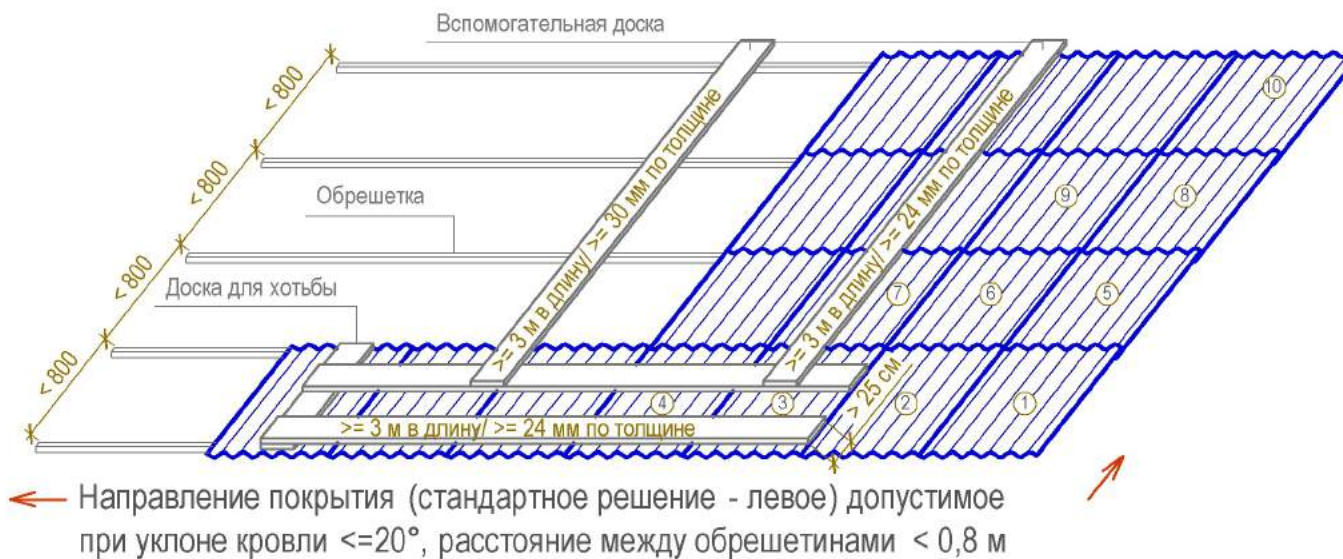 Вспомогательная доска
< 800
< 800
< 800
< 800
Обрешетка
Доска для хотьбы
>= 3 м в длину/ >= 30 мм по толщине
>= 3 м в длину/ >= 24 мм по толщине
10
9
8
7
6
5
4
3
2
1
> 25 см
>= 3 м в длину/ >= 24 мм по толщине
Направление покрытия (стандартное решение - левое) допустимое
при уклоне кровли <=20°, расстояние между обрешетинами < 0,8 м